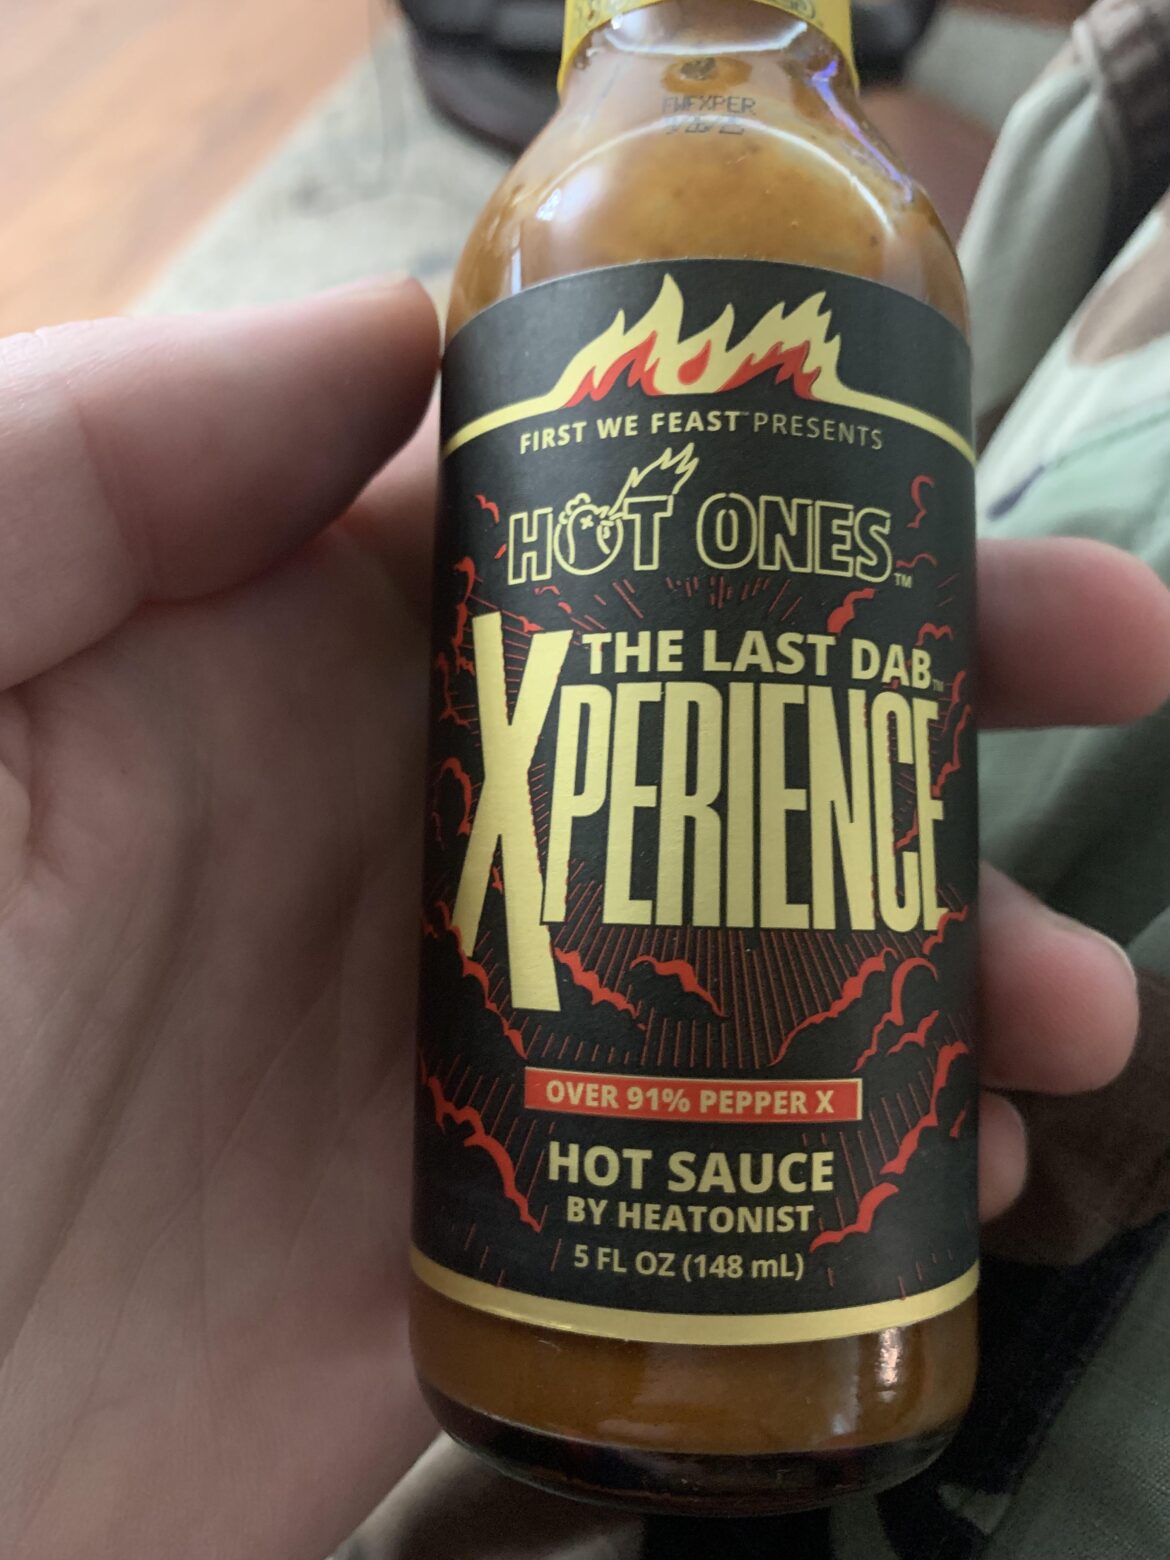 FWEXPER
FIRST WE FEAST™ PRESENTS
HOT ONES™
THE LAST DAB™
XPERIENCE
OVER 91% PEPPER X
HOT SAUCE
BY HEATONIST
5 FL OZ (148 mL)